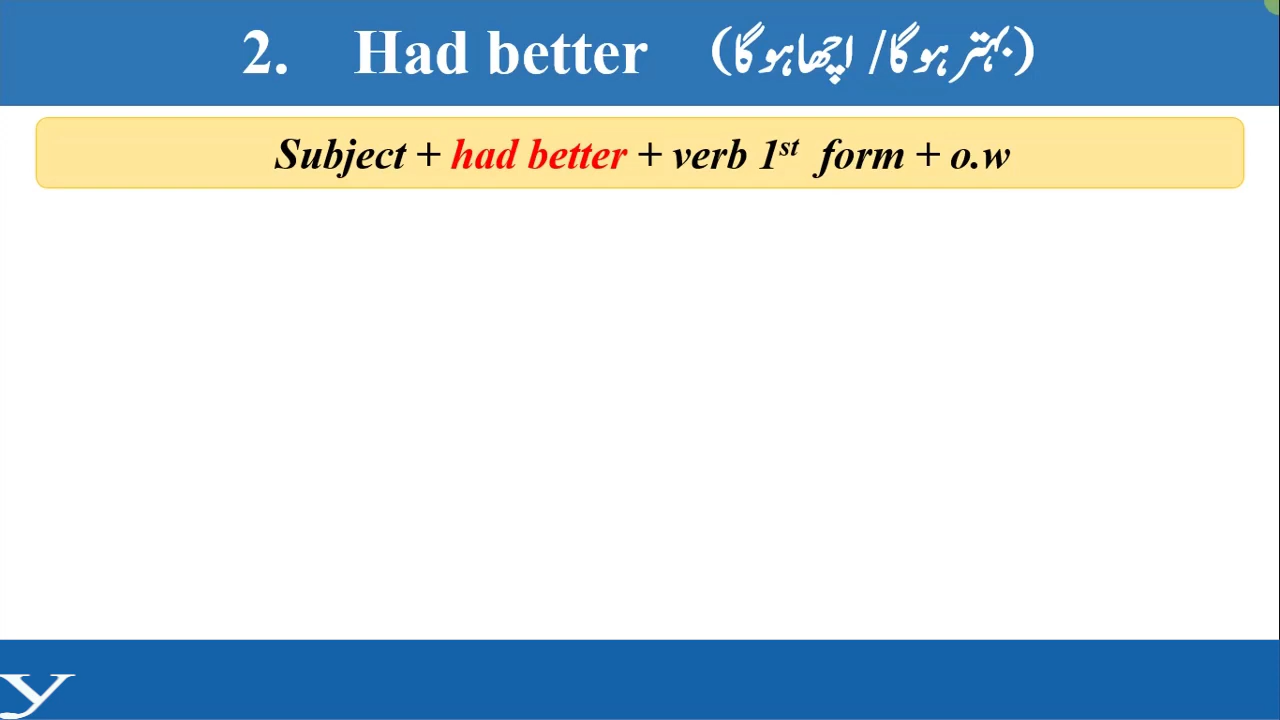 2. Had better (بہتر ہوگا/ اچھا ہوگا)
Subject + had better + verb 1st form + o.w
y